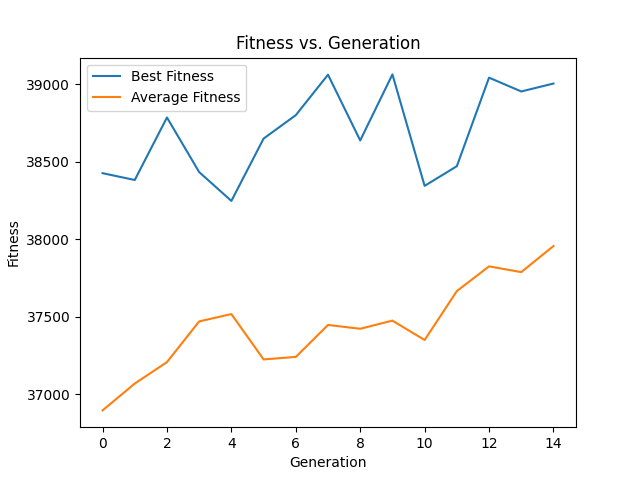 Fitness vs. Generation
Best Fitness
Average Fitness
39000
38500
38000
37500
37000
Fitness
0 2 4 6 8 10 12 14
Generation